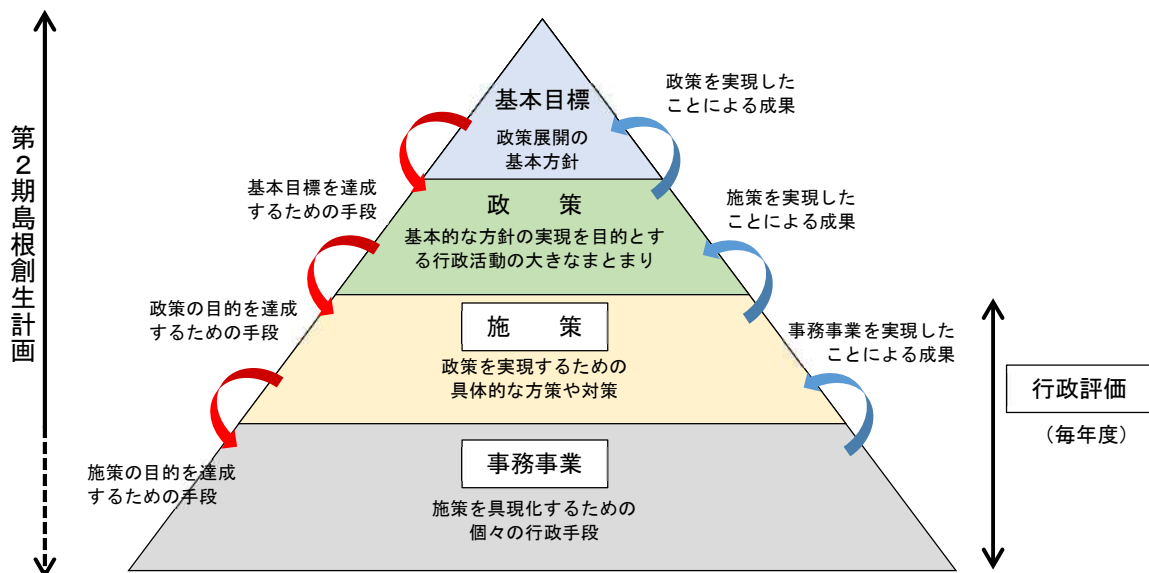 第２期島根創生計画
基本目標
政策展開の
基本方針
政策を実現した
ことによる成果
基本目標を達成
するための手段
政　　策
基本的な方針の実現を目的とす
る行政活動の大きなまとまり
施策を実現した
ことによる成果
政策の目的を達成
するための手段
施　　策
政策を実現するための
具体的な方策や対策
事務事業を実現した
ことによる成果
行政評価
（毎年度）
施策の目的を達成
するための手段
事務事業
施策を具現化するための
個々の行政手段